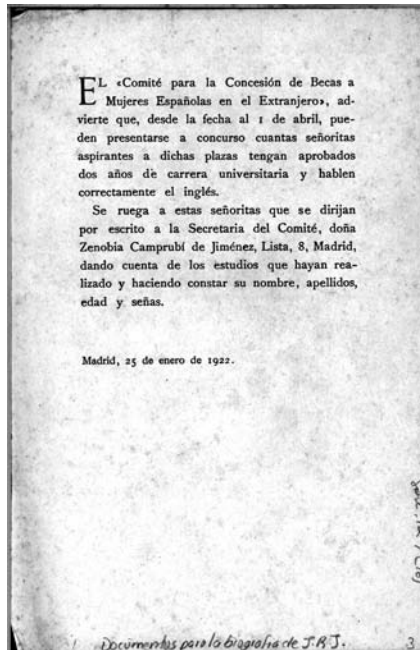 EL «Comité para la Concesión de Becas a
Mujeres Españolas en el Extranjero», ad-
vierte que, desde la fecha al 1 de abril, pue-
den presentarse a concurso cuantas señoritas
aspirantes a dichas plazas tengan aprobados
dos años de carrera universitaria y hablen
correctamente el inglés.
Se ruega a estas señoritas que se dirijan
por escrito a la Secretaria del Comité, doña
Zenobia Camprubí de Jiménez, Lista, 8, Madrid,
dando cuenta de los estudios que hayan rea-
lizado y haciendo constar su nombre, apellidos,
edad y señas.
Madrid, 25 de enero de 1922.
Documentos para la biografía de J.R.J.
3